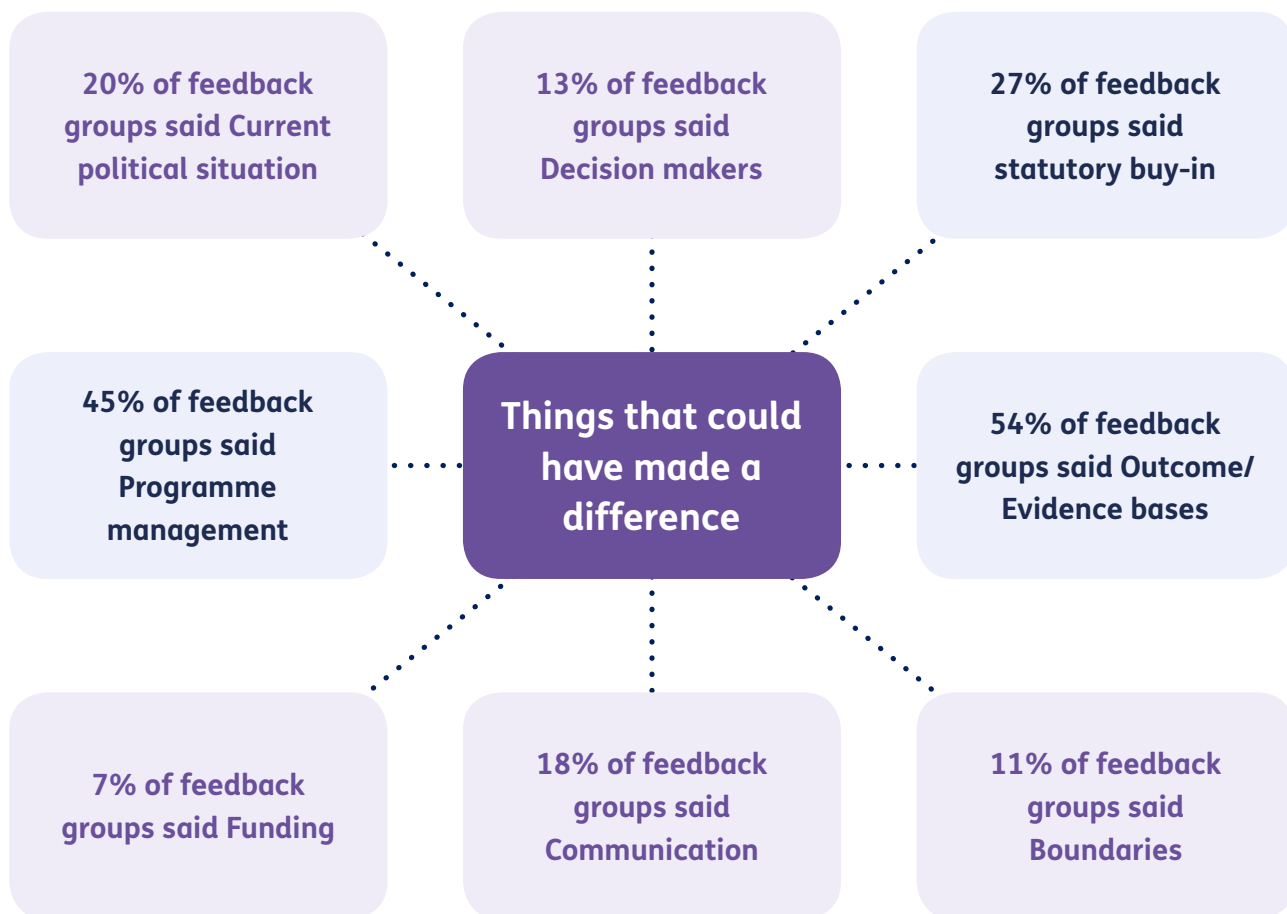 20% of feedback
groups said Current
political situation
13% of feedback
groups said
Decision makers
27% of feedback
groups said
statutory buy-in
45% of feedback
groups said
Programme
management
Things that could
have made a
difference
54% of feedback
groups said Outcome/
Evidence bases
7% of feedback
groups said Funding
18% of feedback
groups said
Communication
11% of feedback
groups said
Boundaries